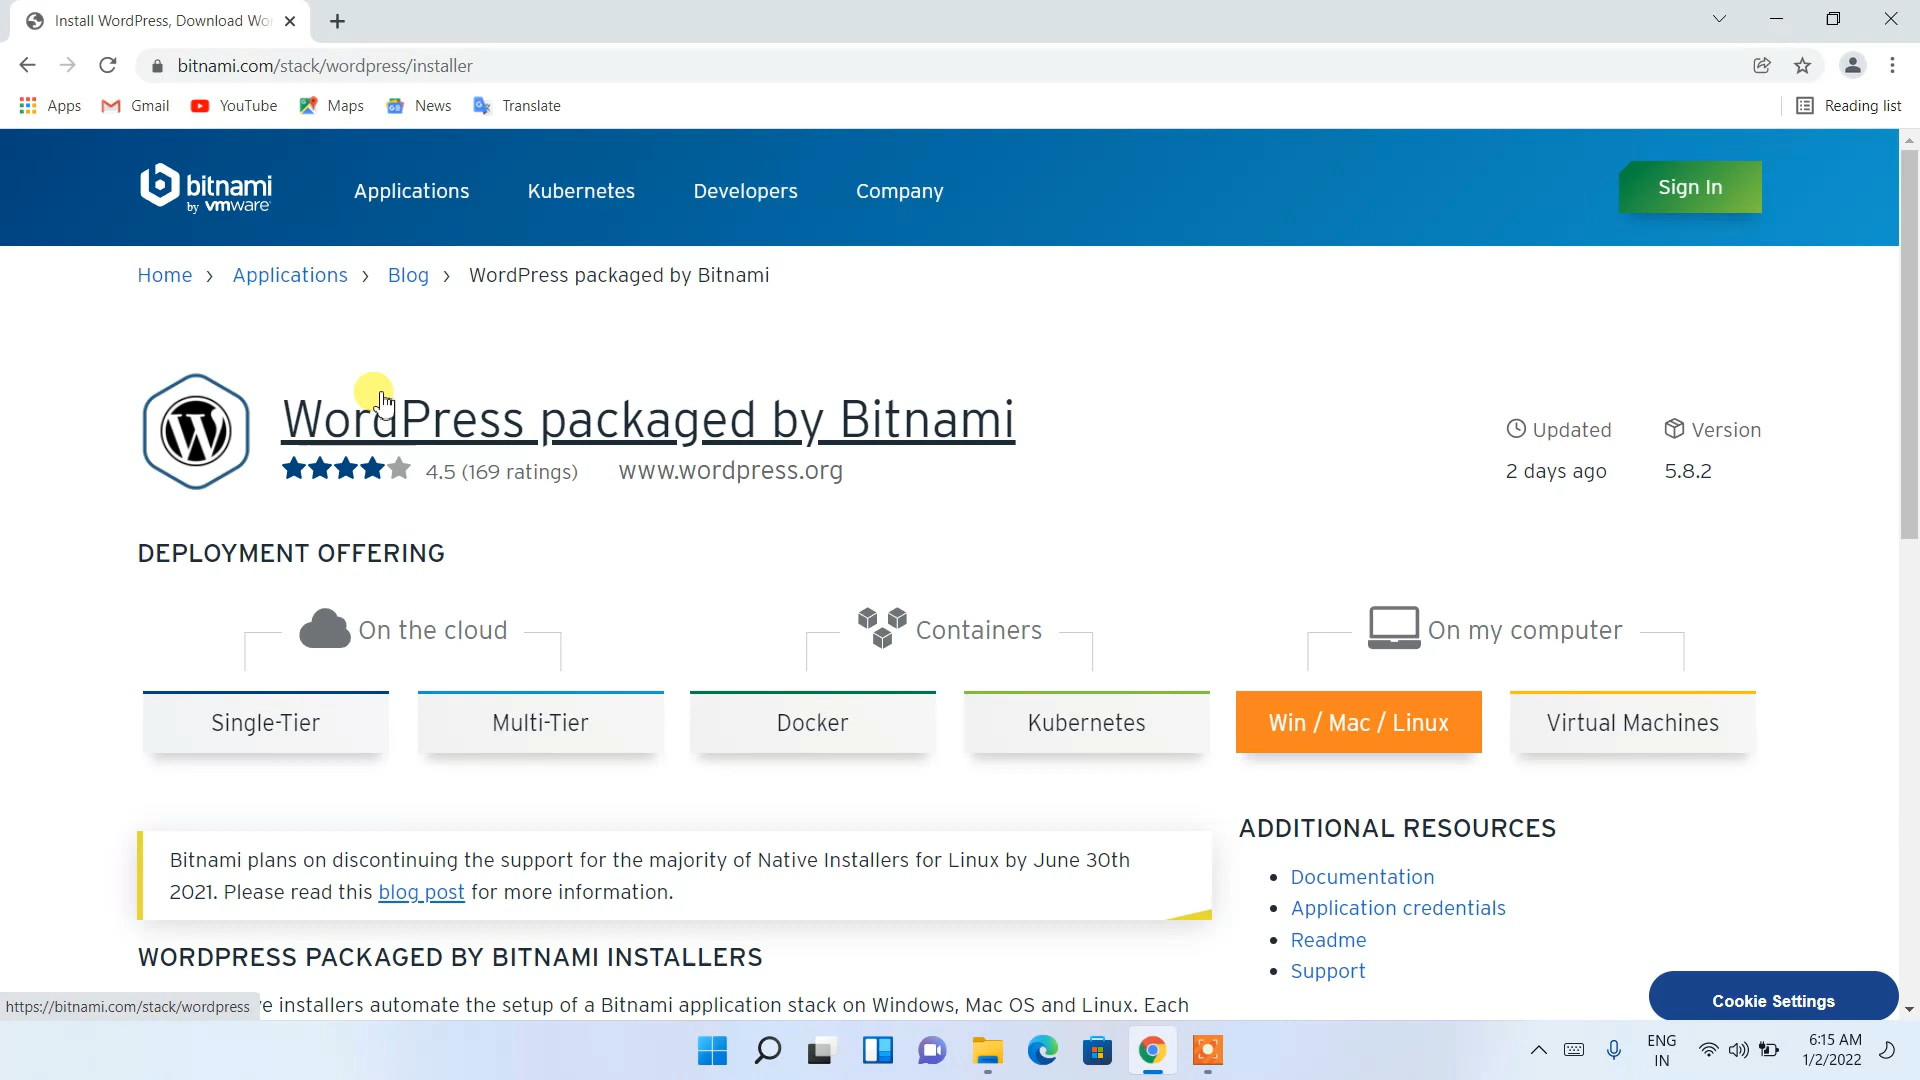 Install WordPress, Download Wor
bitnami.com/stack/wordpress/installer
Apps Gmail YouTube Maps News Translate Reading list
bitnami
by vmware
Applications Kubernetes Developers Company Sign In
Home › Applications › Blog › WordPress packaged by Bitnami
WordPress packaged by Bitnami
4.5 (169 ratings) www.wordpress.org
Updated Version
2 days ago 5.8.2
DEPLOYMENT OFFERING
On the cloud Containers On my computer
Single-Tier Multi-Tier Docker Kubernetes Win / Mac / Linux Virtual Machines
Bitnami plans on discontinuing the support for the majority of Native Installers for Linux by June 30th
2021. Please read this blog post for more information.
ADDITIONAL RESOURCES
• Documentation
• Application credentials
• Readme
• Support
WORDPRESS PACKAGED BY BITNAMI INSTALLERS
e installers automate the setup of a Bitnami application stack on Windows, Mac OS and Linux. Each
https://bitnami.com/stack/wordpress
Cookie Settings
ENG
IN
6:15 AM
1/2/2022